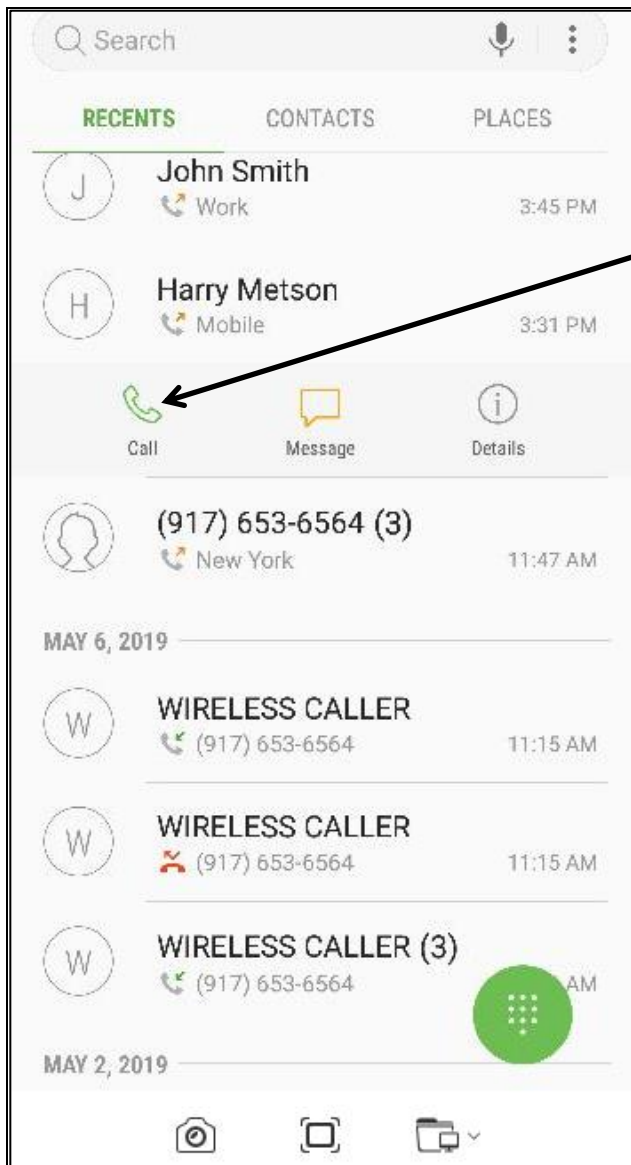 Search
RECENTS CONTACTS PLACES
J John Smith
Work 3:45 PM
H Harry Metson
Mobile 3:31 PM
Call Message Details
(917) 653-6564 (3)
New York 11:47 AM
MAY 6, 2019
W WIRELESS CALLER
(917) 653-6564 11:15 AM
W WIRELESS CALLER
(917) 653-6564 11:15 AM
W WIRELESS CALLER (3)
(917) 653-6564 AM
MAY 2, 2019